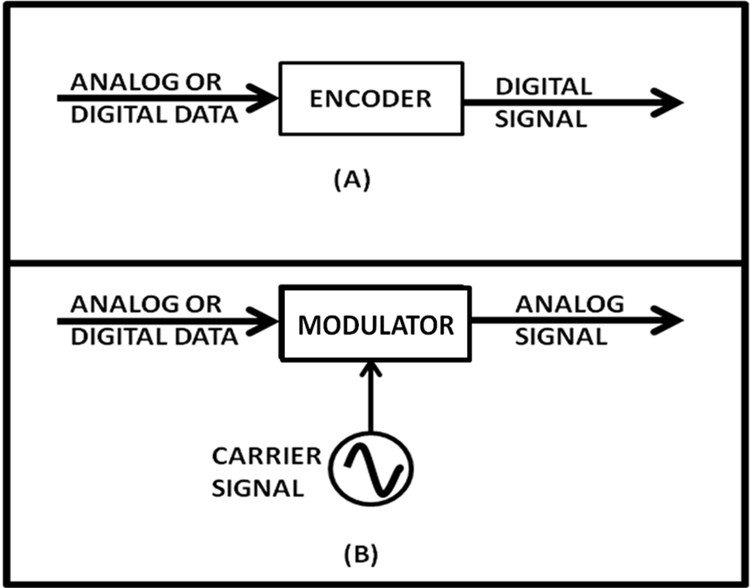 ANALOG OR
DIGITAL DATA
ENCODER
DIGITAL
SIGNAL
(A)
ANALOG OR
DIGITAL DATA
MODULATOR
ANALOG
SIGNAL
CARRIER
SIGNAL
(B)